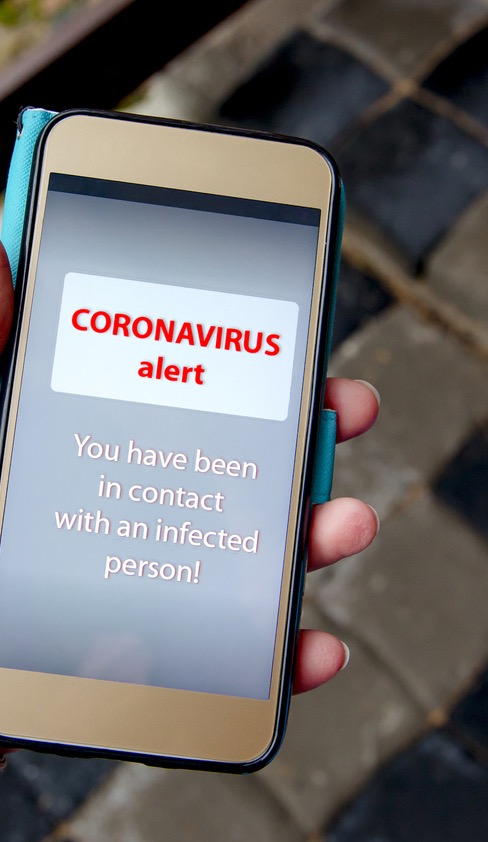 CORONAVIRUS
alert
You have been
in contact
with an infected
person!